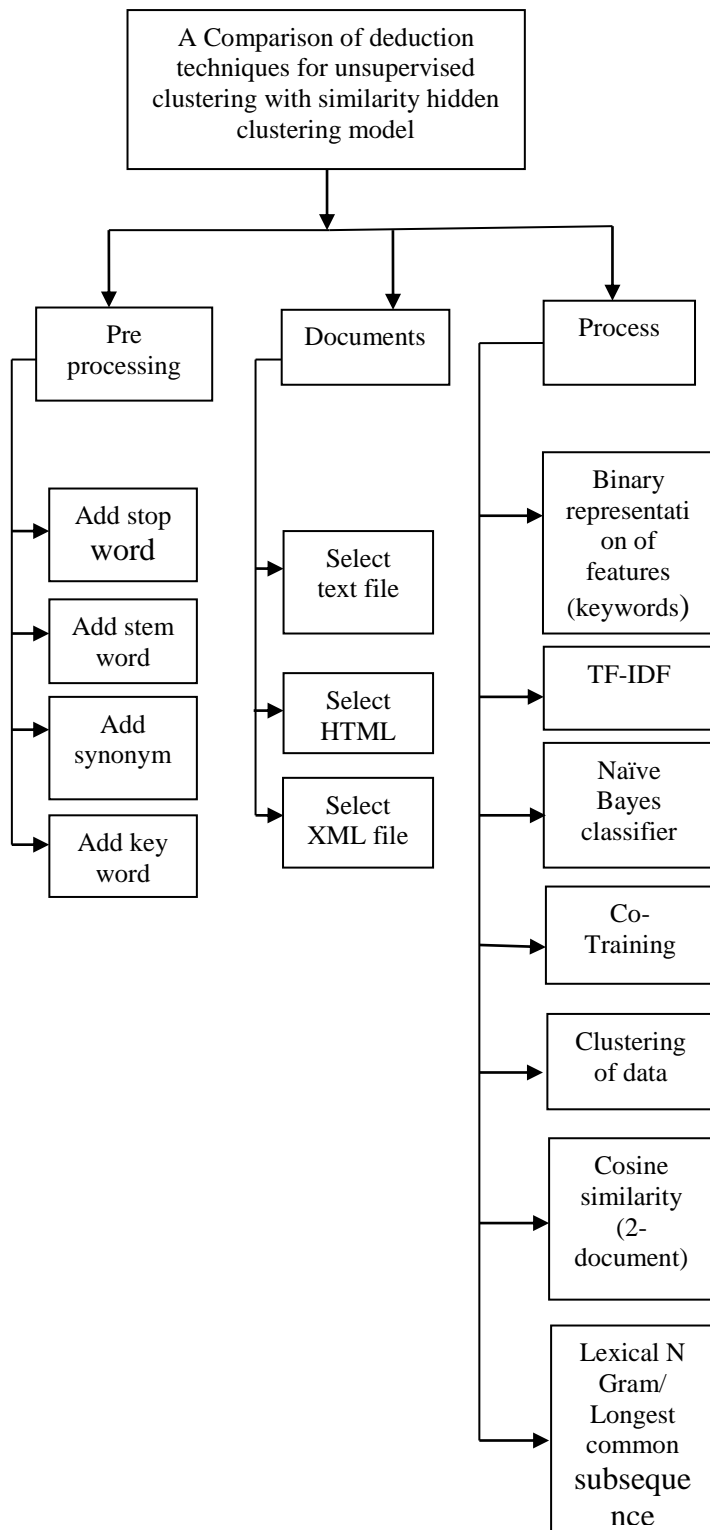 A Comparison of deduction
techniques for unsupervised
clustering with similarity hidden
clustering model
Pre
processing
Documents
Process
Add stop
word
Add stem
word
Add
synonym
Add key
word
Select
text file
Select
HTML
Select
XML file
Binary
representati
on of
features
(keywords)
TF-IDF
Naïve
Bayes
classifier
Co-
Training
Clustering
of data
Cosine
similarity
(2-
document)
Lexical N
Gram/
Longest
common
subseque
nce